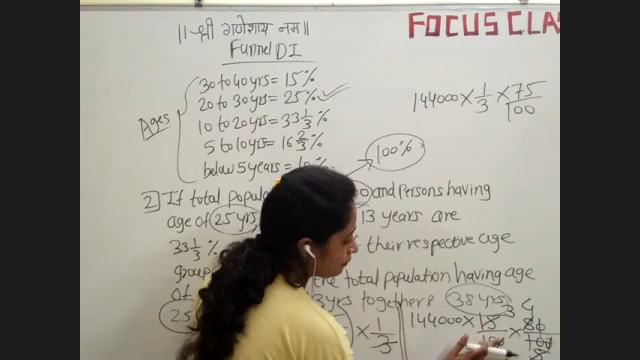 ॥ श्री गणेशाय नमः॥
FOCUS CLA
Funnel DI
Ages
30 to 40 yrs = 15%
20 to 30 yrs = 25%
10 to 20 yrs = 33 1/3 %
5 to 10 yrs = 16 2/3 %
below 5 years = 10%
100%
144000 × 1/3 × 75/100
2] If total Popula 00 and Persons having
age of 25 yrs 13 years are
33 1/3 % their respective age
group the total population having age
of 3 yrs together? 38 yrs
25 × 1/3
144000 × 15